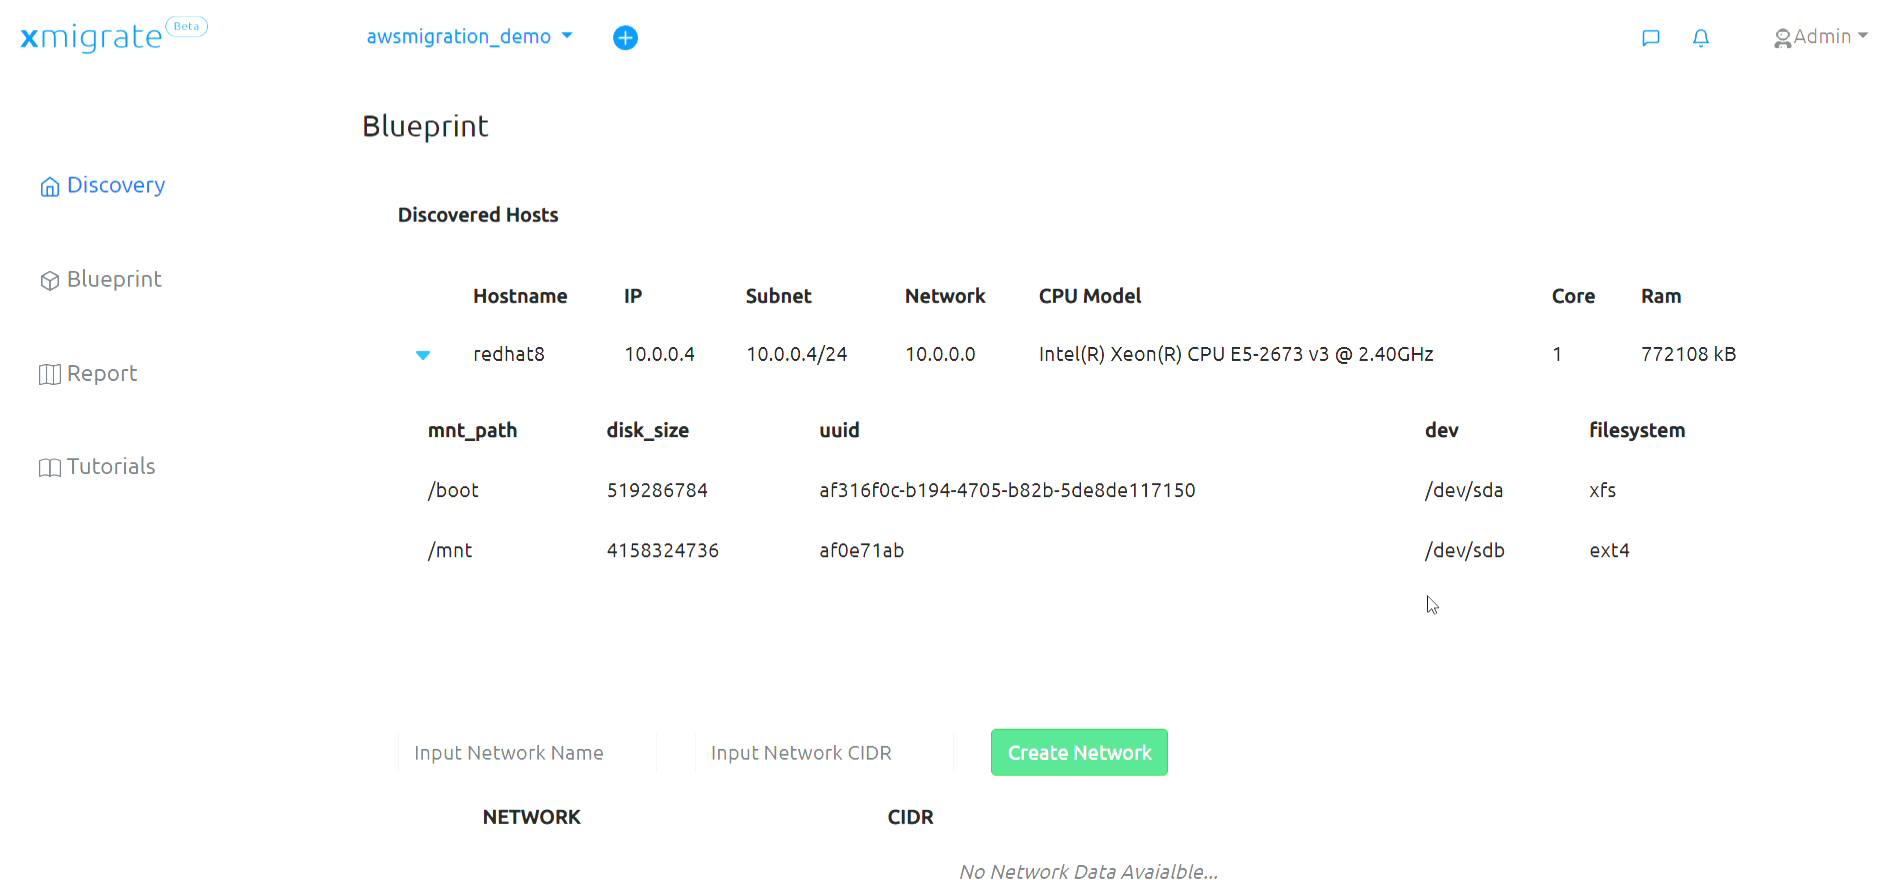 xmigrate Beta
awsmigration_demo
Admin
Blueprint
Discovery
Blueprint
Report
Tutorials
Discovered Hosts
Hostname IP Subnet Network CPU Model Core Ram
redhat8 10.0.0.4 10.0.0.4/24 10.0.0.0 Intel(R) Xeon(R) CPU E5-2673 v3 @ 2.40GHz 1 772108 kB
mnt_path disk_size uuid dev filesystem
/boot 519286784 af316f0c-b194-4705-b82b-5de8de117150 /dev/sda xfs
/mnt 4158324736 af0e71ab /dev/sdb ext4
Input Network Name Input Network CIDR Create Network
NETWORK CIDR
No Network Data Avaialble...